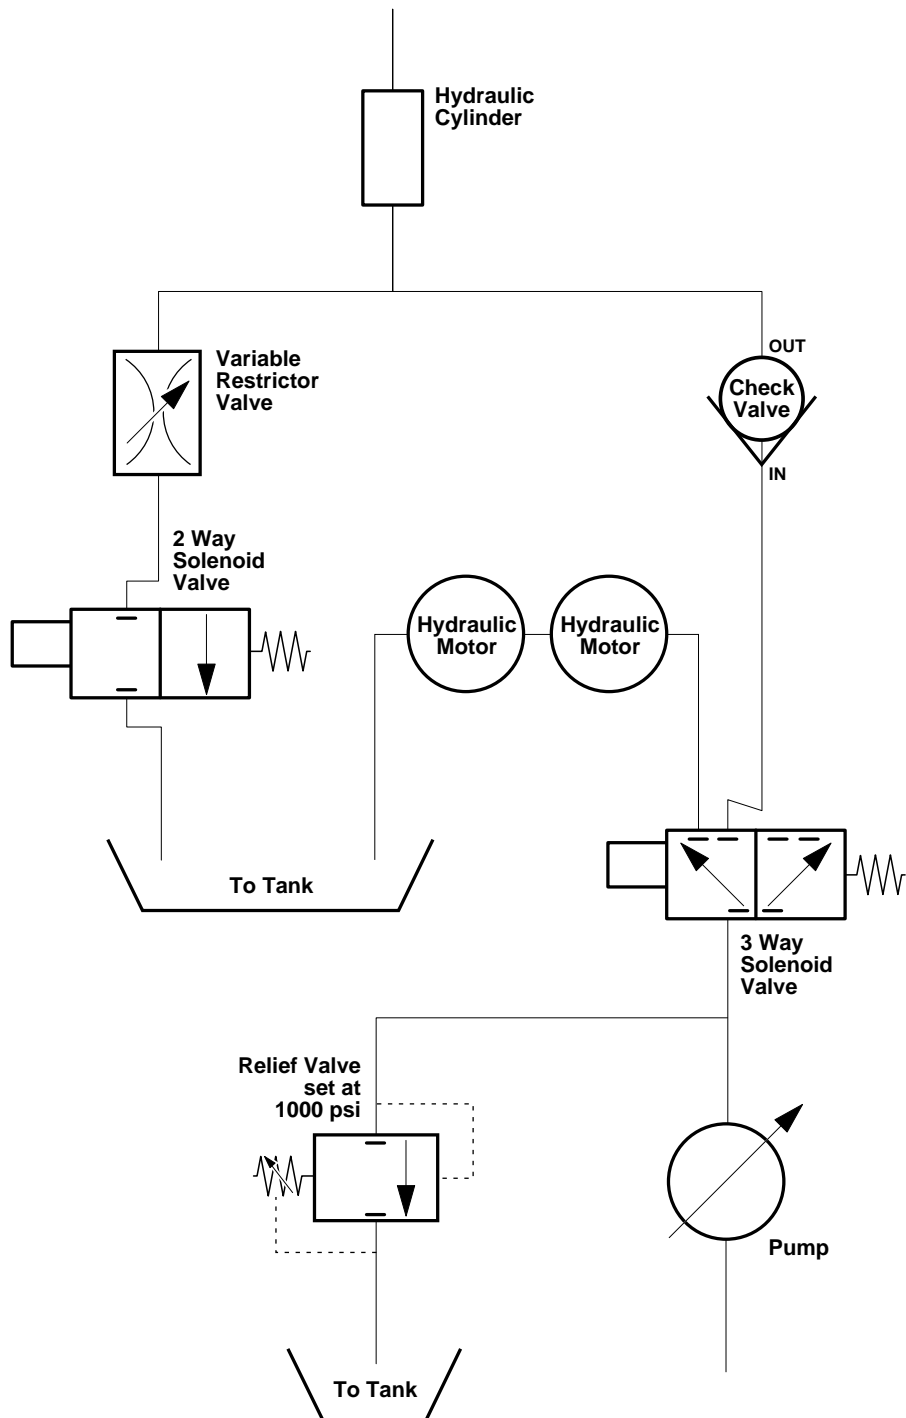 Hydraulic
Cylinder
Variable
Restrictor
Valve
OUT
Check
Valve
IN
2 Way
Solenoid
Valve
Hydraulic
Motor
Hydraulic
Motor
To Tank
3 Way
Solenoid
Valve
Relief Valve
set at
1000 psi
Pump
To Tank